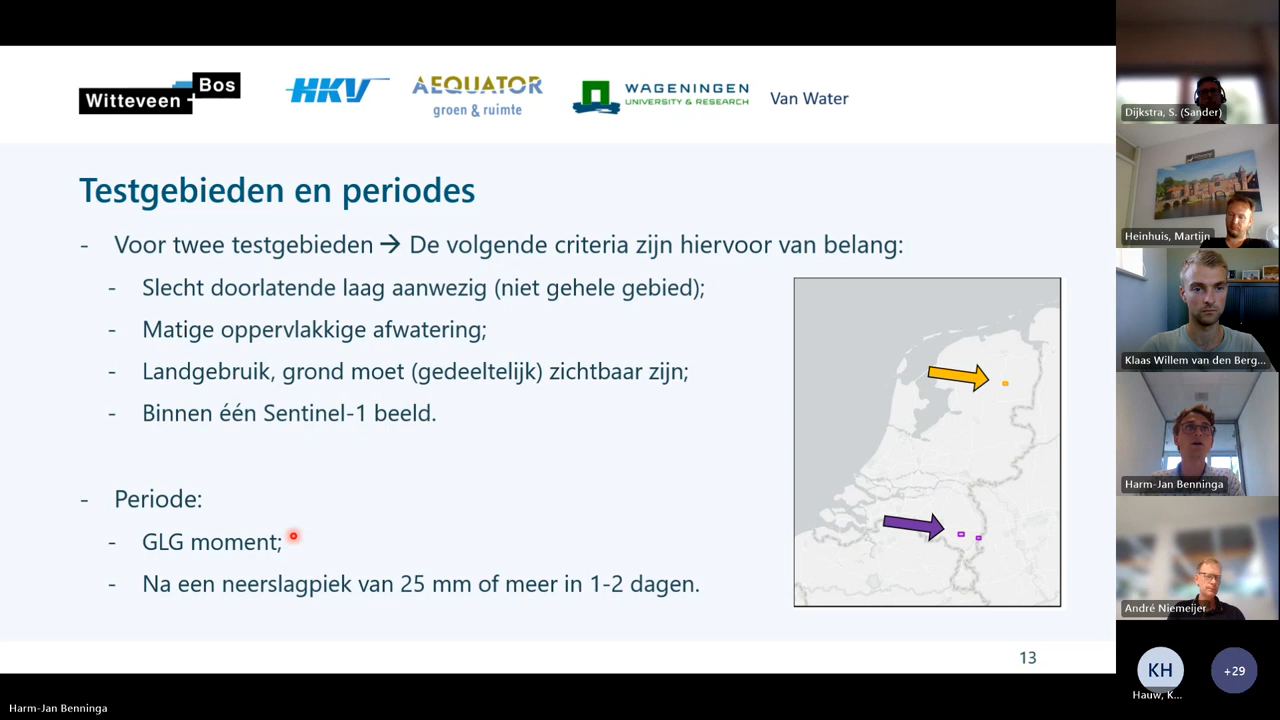 Witteveen + Bos
HKV
AEQUATOR
groen & ruimte
WAGENINGEN
UNIVERSITY & RESEARCH
Van Water
Testgebieden en periodes
- Voor twee testgebieden → De volgende criteria zijn hiervoor van belang:
- Slecht doorlatende laag aanwezig (niet gehele gebied);
- Matige oppervlakkige afwatering;
- Landgebruik, grond moet (gedeeltelijk) zichtbaar zijn;
- Binnen één Sentinel-1 beeld.
- Periode:
- GLG moment;
- Na een neerslagpiek van 25 mm of meer in 1-2 dagen.
13
Harm-Jan Benninga
Dijkstra, S. (Sander)
Heinhuis, Martijn
Klaas Willem van den Berg...
Harm-Jan Benninga
André Niemeijer
KH
Hauw, K...
+29